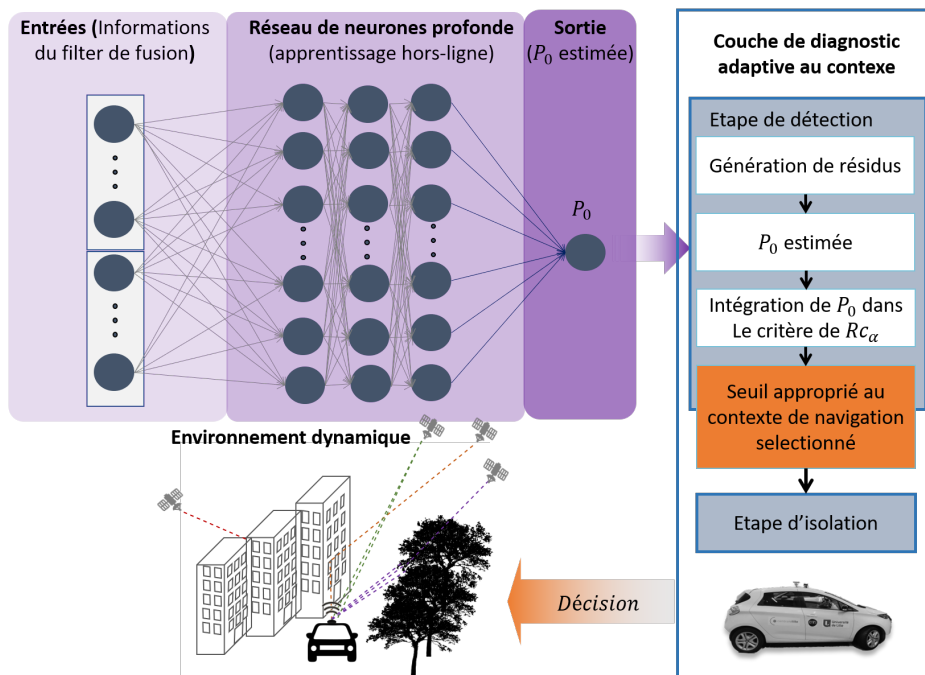 Entrées (Informations
du filter de fusion)
Réseau de neurones profonde
(apprentissage hors-ligne)
Sortie
(P₀ estimée)
P₀
Couche de diagnostic
adaptive au contexe
Etape de détection
Génération de résidus
P₀ estimée
Intégration de P₀ dans
Le critère de Rcα
Seuil approprié au
contexte de navigation
selectionné
Etape d'isolation
Environnement dynamique
Décision